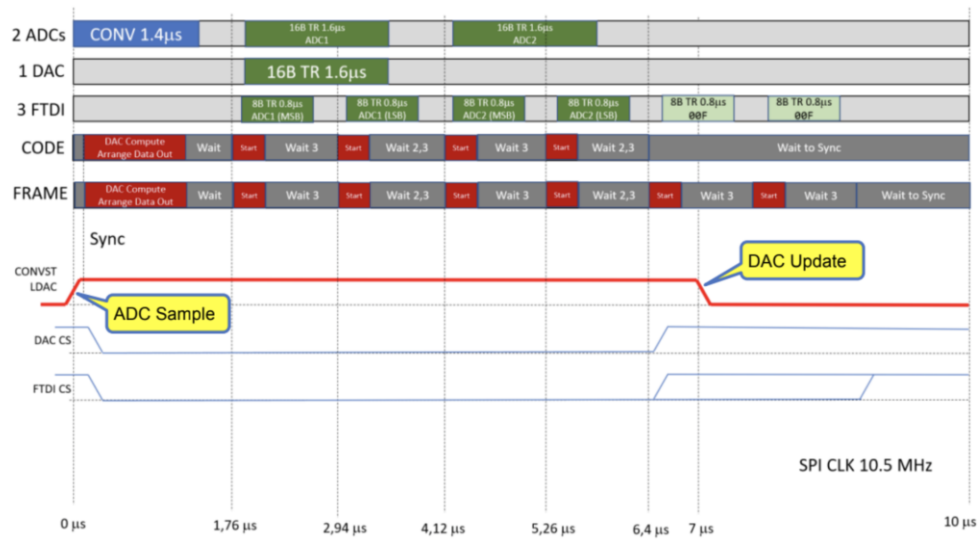 2 ADCs
CONV 1.4µs
16B TR 1.6µs
ADC1
16B TR 1.6µs
ADC2
1 DAC
16B TR 1.6µs
3 FTDI
8B TR 0.8µs
ADC1 (MSB)
8B TR 0.8µs
ADC1 (LSB)
8B TR 0.8µs
ADC2 (MSB)
8B TR 0.8µs
ADC2 (LSB)
8B TR 0.8µs
00F
8B TR 0.8µs
00F
CODE
DAC Compute
Arrange Data Out
Wait
Start
Wait 3
Start
Wait 2,3
Start
Wait 3
Start
Wait 2,3
Wait to Sync
FRAME
DAC Compute
Arrange Data Out
Wait
Start
Wait 3
Start
Wait 2,3
Start
Wait 3
Start
Wait 2,3
Start
Wait 3
Start
Wait 3
Wait to Sync
Sync
CONVST
LDAC
DAC Update
ADC Sample
DAC CS
FTDI CS
SPI CLK 10.5 MHz
0 µs
1,76 µs
2,94 µs
4,12 µs
5,26 µs
6,4 µs
7 µs
10 µs